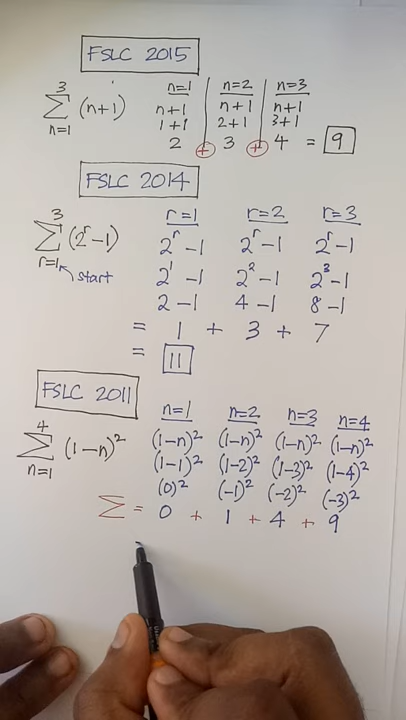 FSLC 2015
3 n=1 n=2 n=3
∑ (n+1) n+1 n+1 n+1
n=1 1+1 2+1 3+1
2 + 3 + 4 = 9
FSLC 2014
3 r=1 r=2 r=3
∑ (2^r −1) 2^r −1 2^r −1 2^r −1
r=1 start 2^1 −1 2^2 −1 2^3 −1
2 −1 4 −1 8 −1
= 1 + 3 + 7
= 11
FSLC 2011
4 n=1 n=2 n=3 n=4
∑ (1−n)² (1−n)² (1−n)² (1−n)² (1−n)²
n=1 (1−1)² (1−2)² (1−3)² (1−4)²
(0)² (−1)² (−2)² (−3)²
∑ = 0 + 1 + 4 + 9